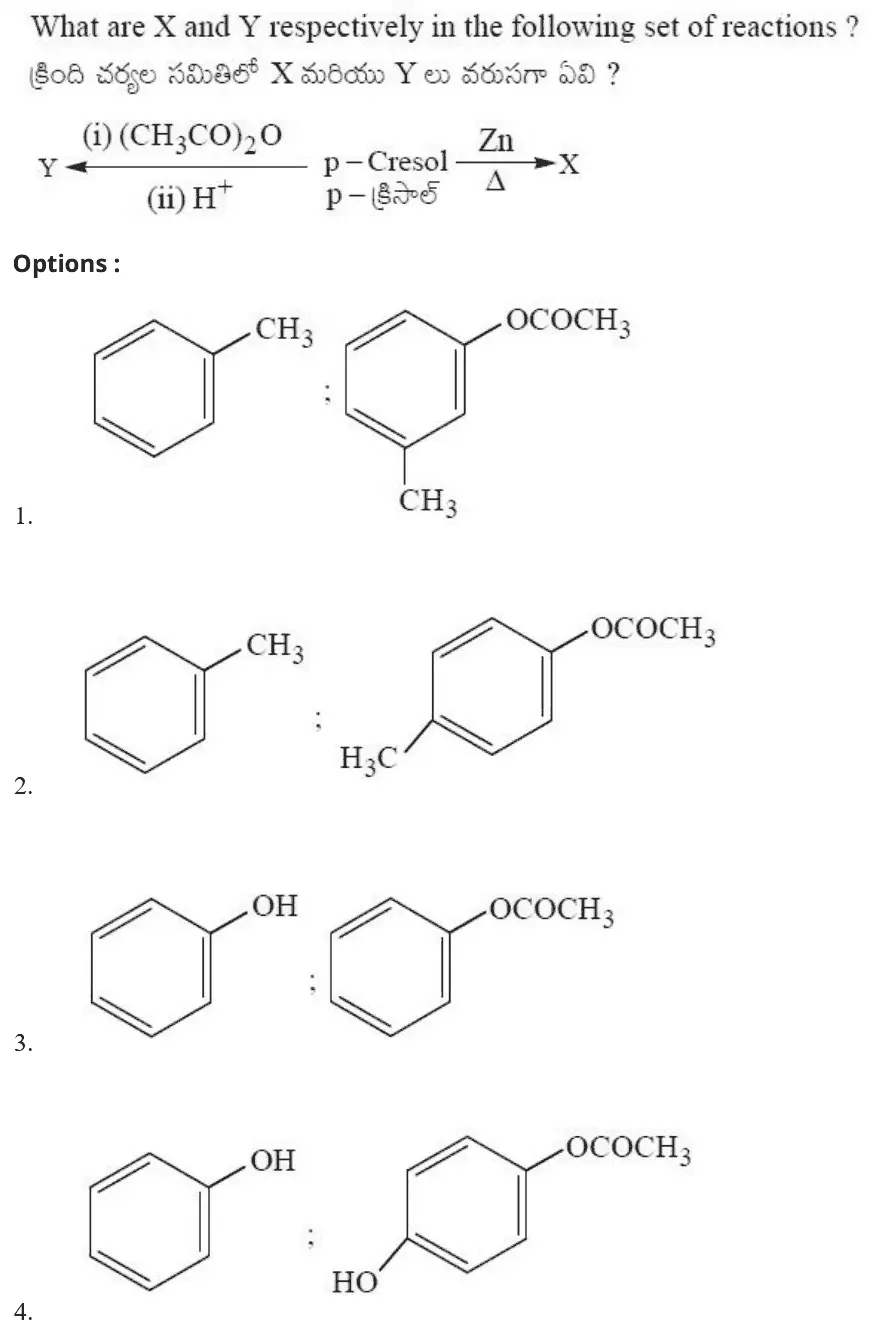 What are X and Y respectively in the following set of reactions ?
క్రింది చర్యల సమితిలో X మరియు Y లు వరుసగా ఏవి ?
(i) (CH₃CO)₂O Zn
Y p – Cresol X
(ii) H⁺ p – క్రిసాల్ Δ
Options :
CH₃ OCOCH₃
;
CH₃
1.
CH₃ OCOCH₃
;
H₃C
2.
OH OCOCH₃
;
3.
OH OCOCH₃
;
HO
4.